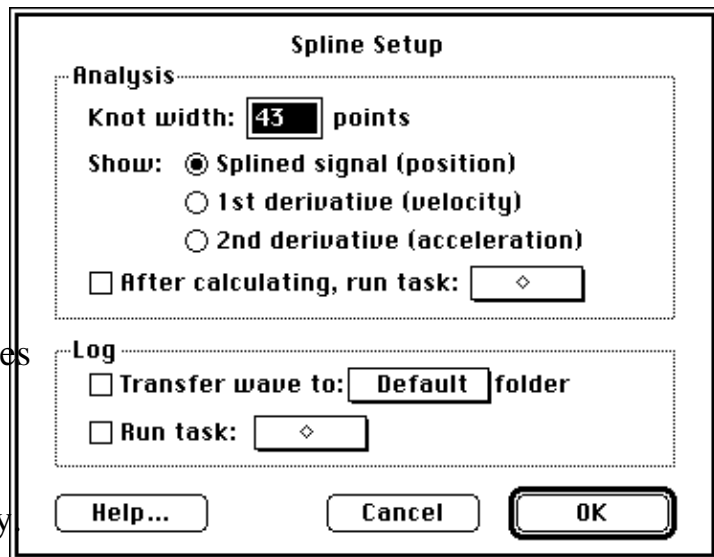 Spline Setup
Analysis
Knot width: 43 points
Show: Splined signal (position)
1st derivative (velocity)
2nd derivative (acceleration)
After calculating, run task:
es
Log
Transfer wave to: Default folder
Run task:
y.
Help... Cancel OK